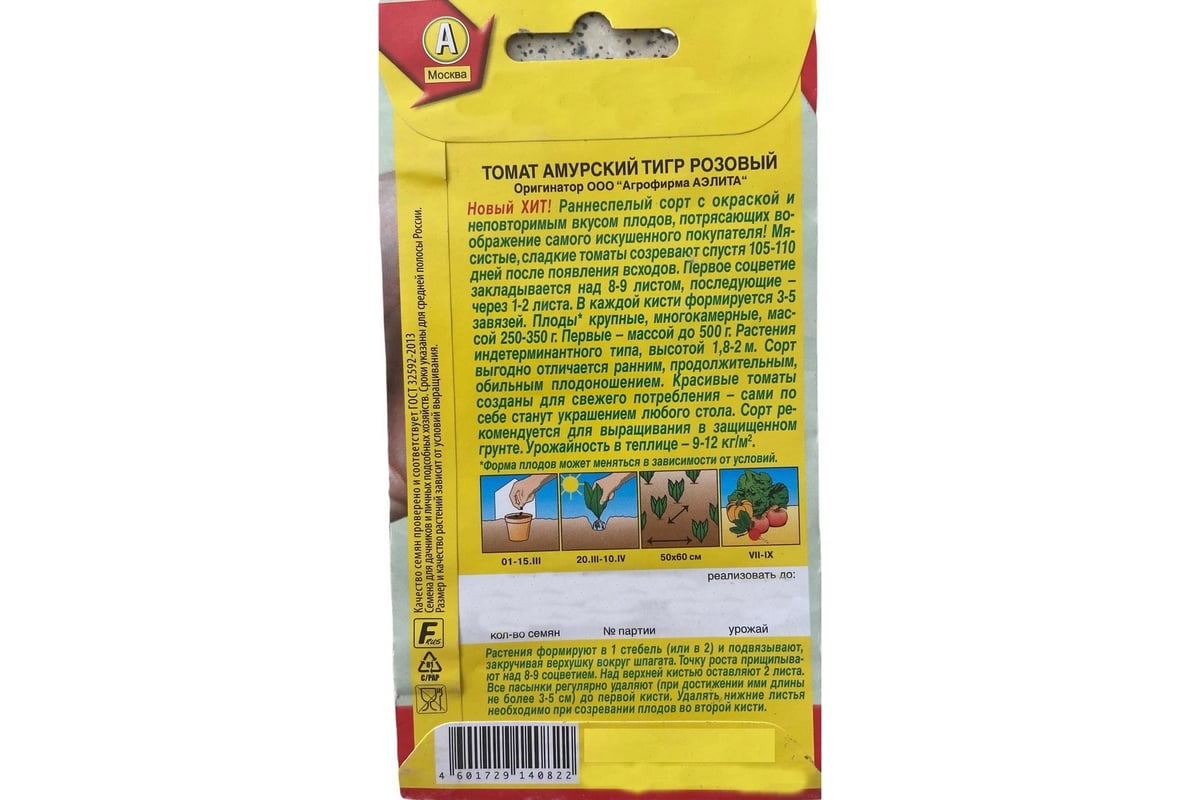 А
Москва
ТОМАТ АМУРСКИЙ ТИГР РОЗОВЫЙ
Оригинатор ООО "Агрофирма АЭЛИТА"
Новый ХИТ! Раннеспелый сорт с окраской и
неповторимым вкусом плодов, потрясающих во-
ображение самого искушенного покупателя! Мя-
систые, сладкие томаты созревают спустя 105-110
дней после появления всходов. Первое соцветие
закладывается над 8-9 листом, последующие –
через 1-2 листа. В каждой кисти формируется 3-5
завязей. Плоды* крупные, многокамерные, мас-
сой 250-350 г. Первые – массой до 500 г. Растения
индетерминантного типа, высотой 1,8-2 м. Сорт
выгодно отличается ранним, продолжительным,
обильным плодоношением. Красивые томаты
созданы для свежего потребления – сами по
себе станут украшением любого стола. Сорт ре-
комендуется для выращивания в защищенном
грунте. Урожайность в теплице – 9-12 кг/м².
*Форма плодов может меняться в зависимости от условий.
01-15.III
20.III-10.IV
50х60 см
VII-IX
реализовать до:
кол-во семян
№ партии
урожай
Растения формируют в 1 стебель (или в 2) и подвязывают,
закручивая верхушку вокруг шпагата. Точку роста прищипыва-
ют над 8-9 соцветием. Над верхней кистью оставляют 2 листа.
Все пасынки регулярно удаляют (при достижении ими длины
не более 3-5 см) до первой кисти. Удалять нижние листья
необходимо при созревании плодов во второй кисти.
Качество семян проверено и соответствует ГОСТ 32592-2013
Семена для дачников и личных подсобных хозяйств. Сроки указаны для средней полосы России.
Размер и качество растений зависит от условий выращивания.
F Rus
81
C/PAP
4 601729 140822